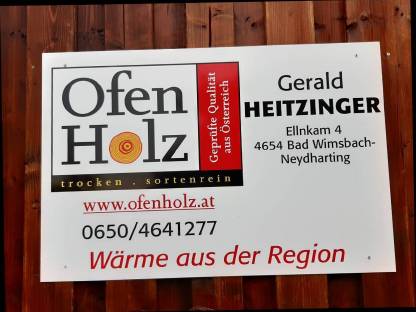 Ofen
Holz
Geprüfte Qualität
aus Österreich
trocken . sortenrein
www.ofenholz.at
0650/4641277
Gerald
HEITZINGER
Ellnkam 4
4654 Bad Wimsbach-
Neydharting
Wärme aus der Region